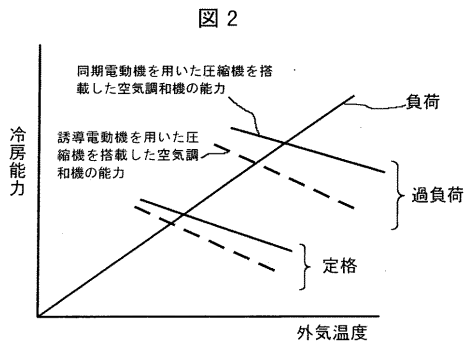 図2
同期電動機を用いた圧縮機を搭
載した空気調和機の能力
負荷
誘導電動機を用いた圧
縮機を搭載した空気調
和機の能力
冷房能力
過負荷
定格
外気温度